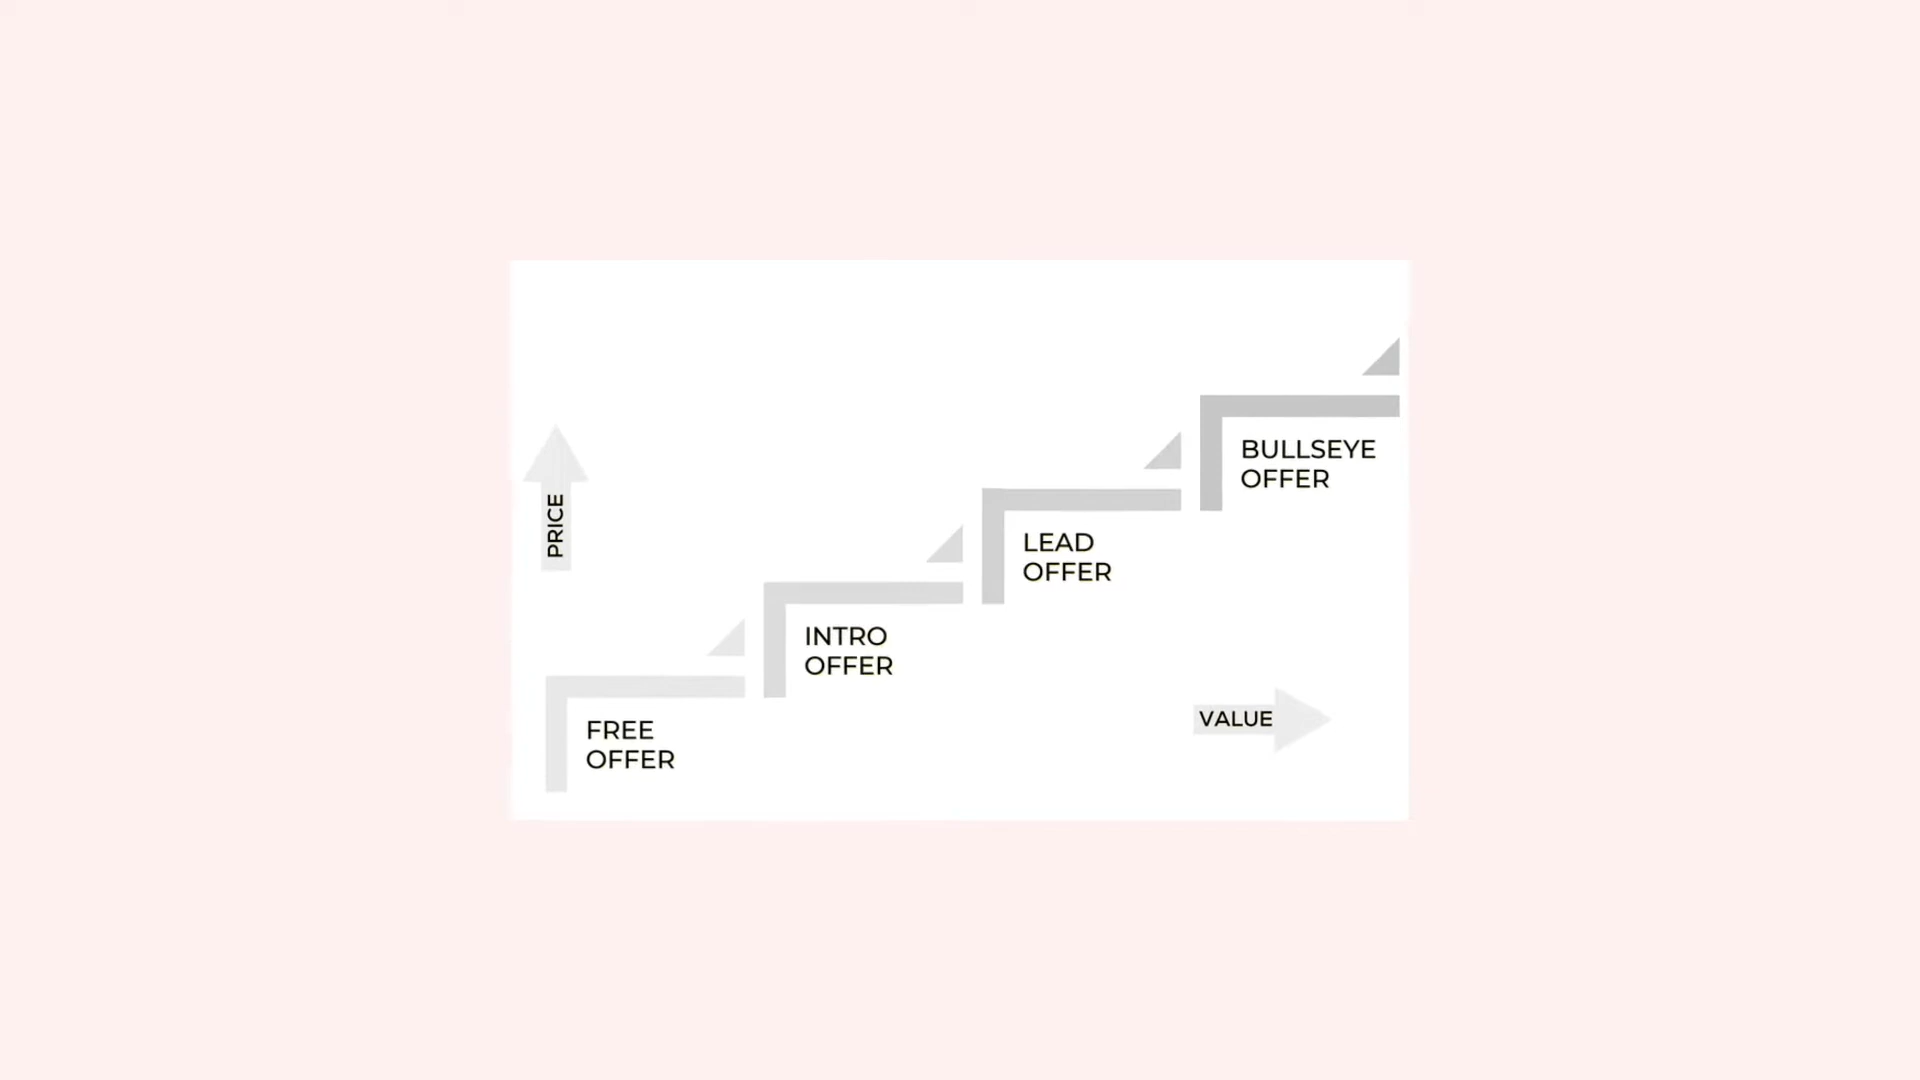 BULLSEYE
OFFER
PRICE
LEAD
OFFER
INTRO
OFFER
VALUE
FREE
OFFER